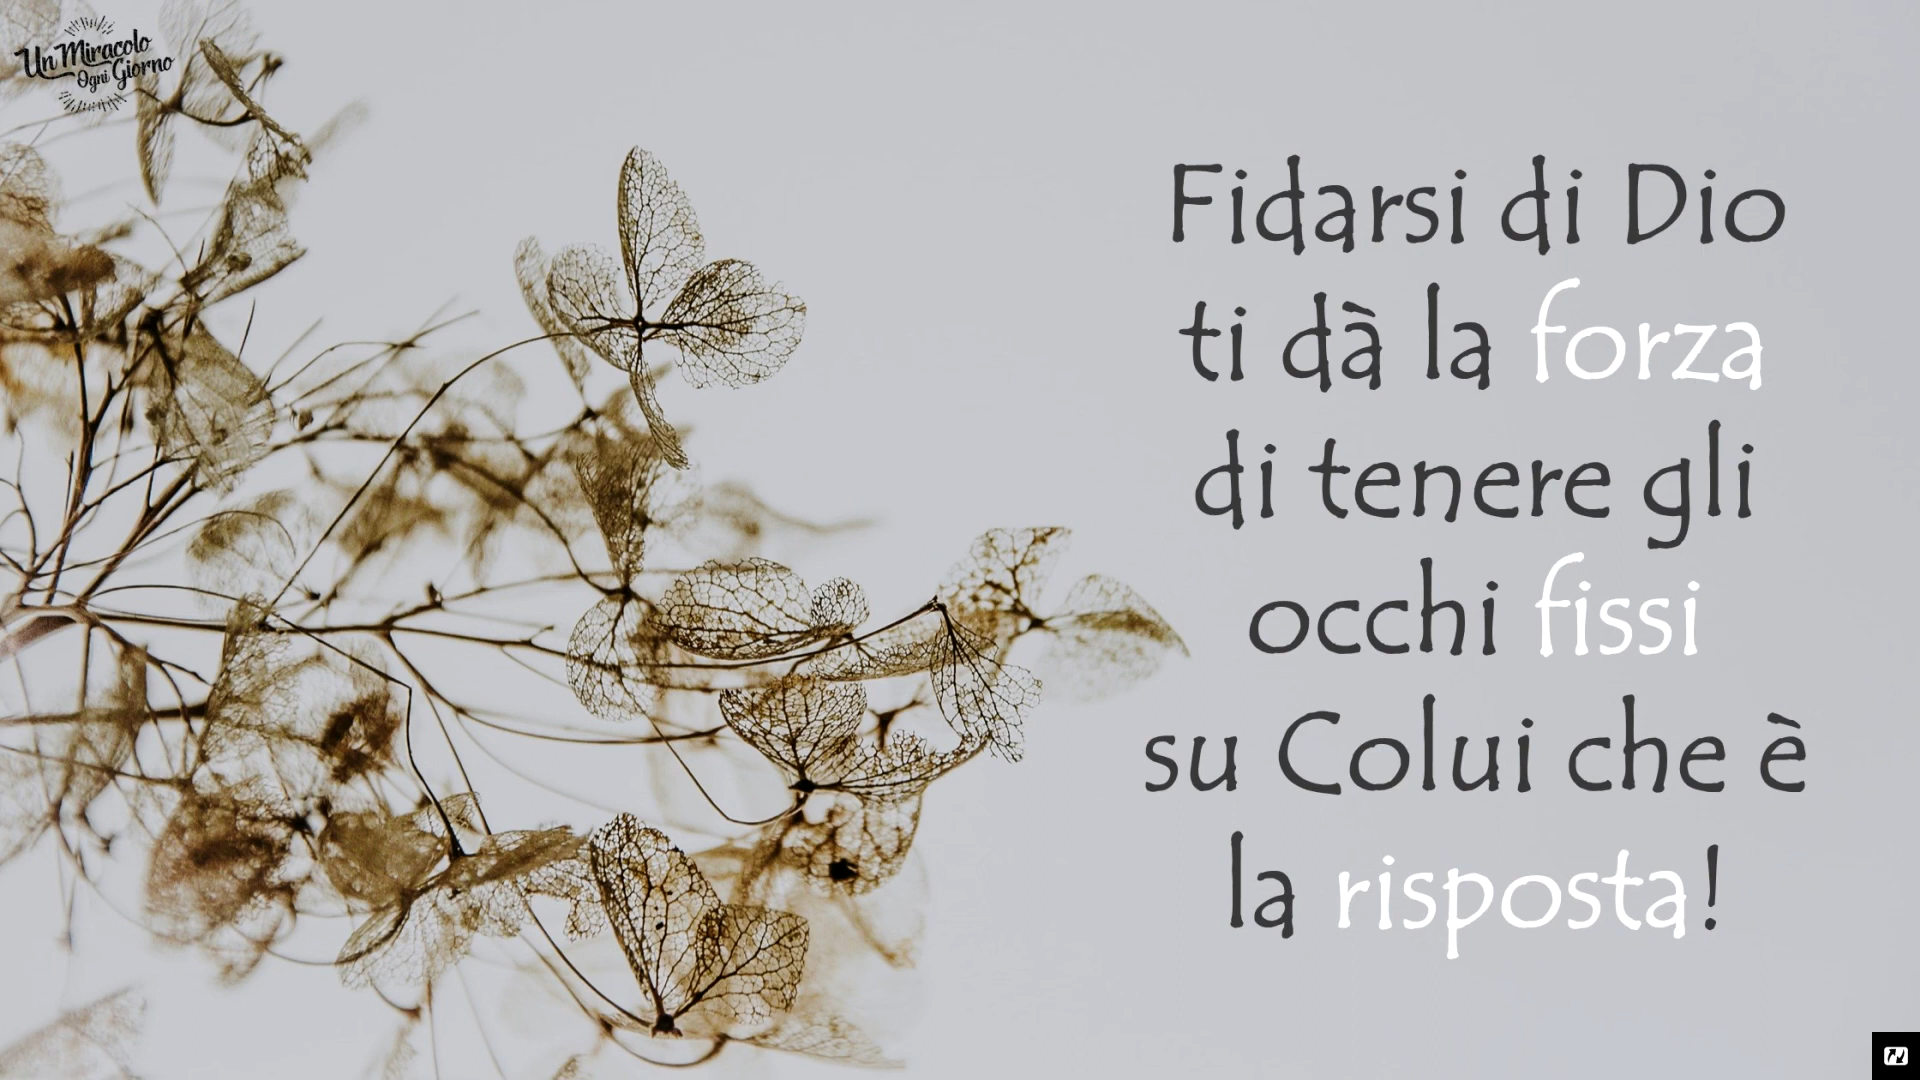 Un Miracolo
Ogni Giorno
Fidarsi di Dio
ti dà la forza
di tenere gli
occhi fissi
su Colui che è
la risposta!